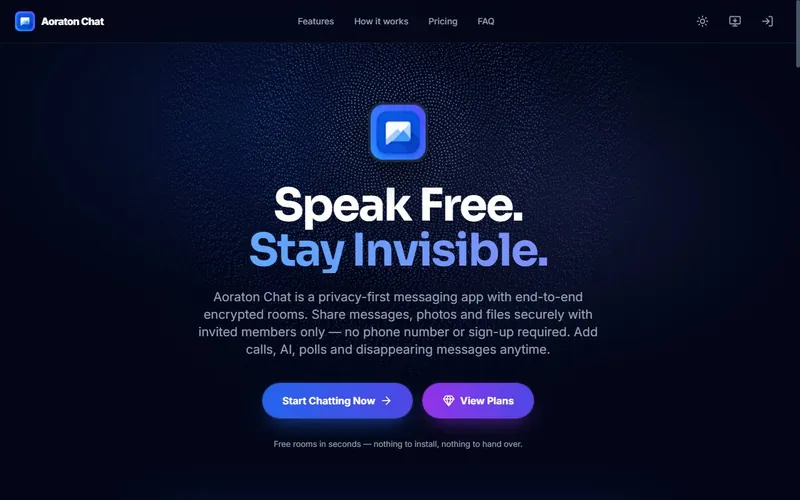 Aoraton Chat
Features
How it works
Pricing
FAQ
Speak Free.
Stay Invisible.
Aoraton Chat is a privacy-first messaging app with end-to-end
encrypted rooms. Share messages, photos and files securely with
invited members only — no phone number or sign-up required. Add
calls, AI, polls and disappearing messages anytime.
Start Chatting Now
View Plans
Free rooms in seconds — nothing to install, nothing to hand over.